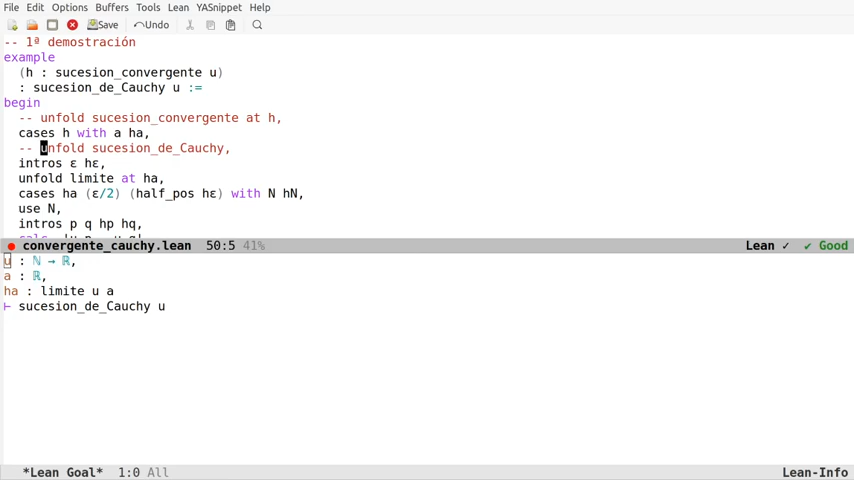 File Edit Options Buffers Tools Lean YASnippet Help
Save Undo
-- 1ª demostración
example
(h : sucesion_convergente u)
: sucesion_de_Cauchy u :=
begin
-- unfold sucesion_convergente at h,
cases h with a ha,
-- unfold sucesion_de_Cauchy,
intros ε hε,
unfold limite at ha,
cases ha (ε/2) (half_pos hε) with N hN,
use N,
intros p q hp hq,
convergente_cauchy.lean 50:5 41% Lean ✓ ✔ Good
u : ℕ → ℝ,
a : ℝ,
ha : limite u a
⊢ sucesion_de_Cauchy u
*Lean Goal* 1:0 All Lean-Info